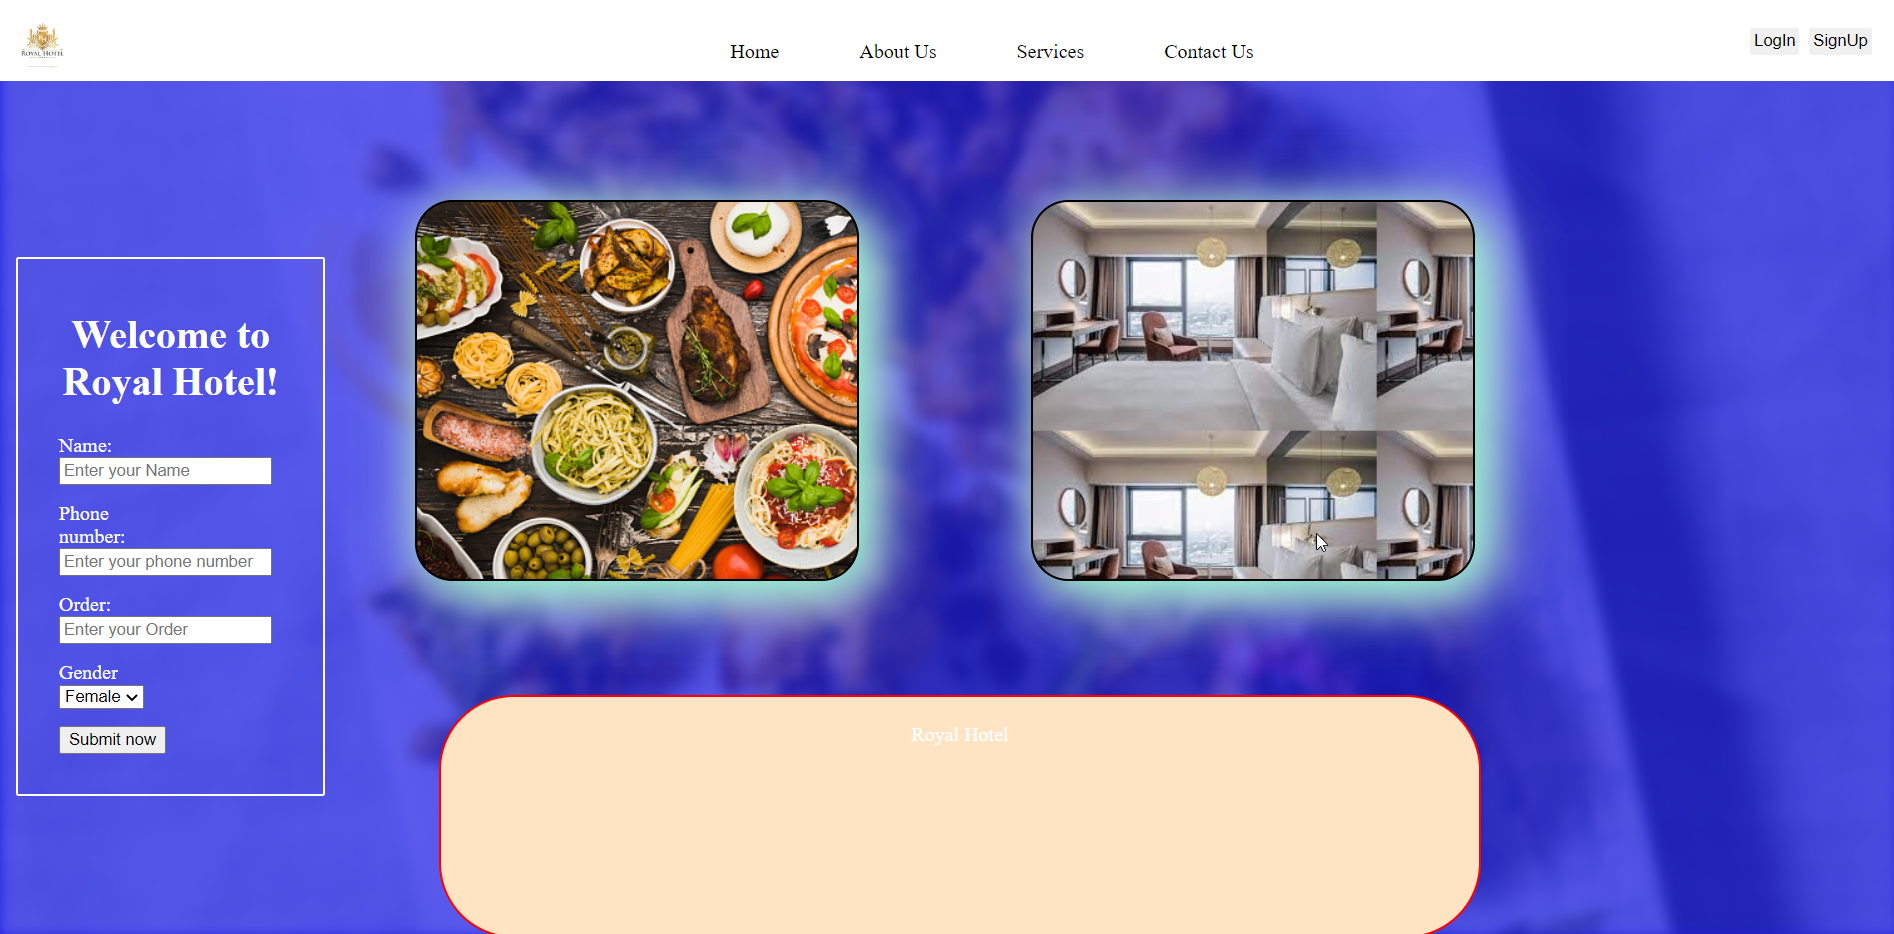 ROYAL HOTEL
Home
About Us
Services
Contact Us
LogIn
SignUp
Welcome to
Royal Hotel!
Name:
Enter your Name
Phone
number:
Enter your phone number
Order:
Enter your Order
Gender
Female
Submit now
Royal Hotel